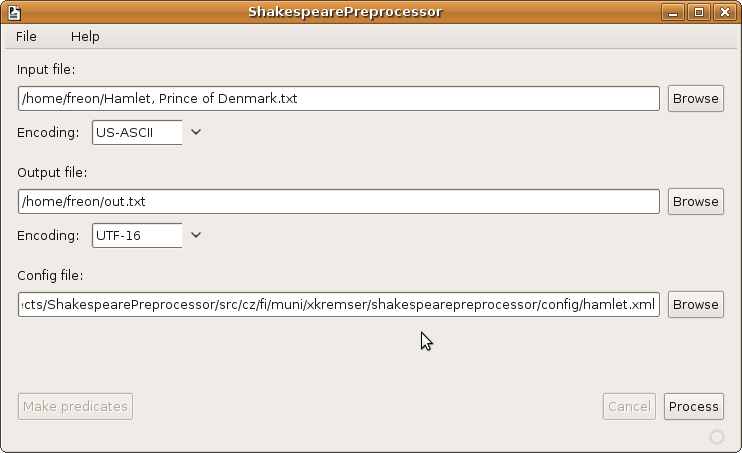 ShakespearePreprocessor
File Help
Input file:
/home/freon/Hamlet, Prince of Denmark.txt Browse
Encoding: US-ASCII
Output file:
/home/freon/out.txt Browse
Encoding: UTF-16
Config file:
cts/ShakespearePreprocessor/src/cz/fi/muni/xkremser/shakespearepreprocessor/config/hamlet.xml Browse
Make predicates Cancel Process